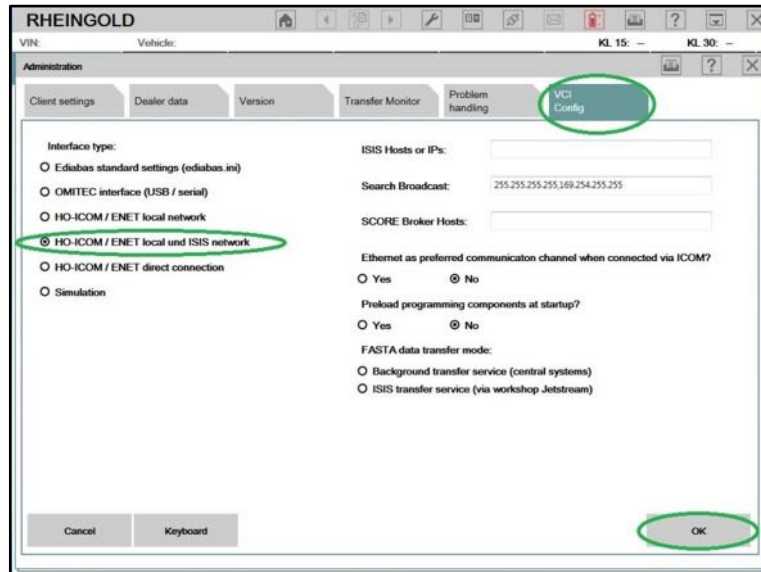 RHEINGOLD
VIN: Vehicle: KL 15: – KL 30: –
Administration
Client settings
Dealer data
Version
Transfer Monitor
Problem
handling
VCI
Config
Interface type:
Ediabas standard settings (ediabas.ini)
OMITEC interface (USB / serial)
HO-ICOM / ENET local network
HO-ICOM / ENET local und ISIS network
HO-ICOM / ENET direct connection
Simulation
ISIS Hosts or IPs:
Search Broadcast: 255.255.255.255,169.254.255.255
SCORE Broker Hosts:
Ethernet as preferred communicaton channel when connected via ICOM?
Yes No
Preload programming components at startup?
Yes No
FASTA data transfer mode:
Background transfer service (central systems)
ISIS transfer service (via workshop Jetstream)
Cancel Keyboard OK